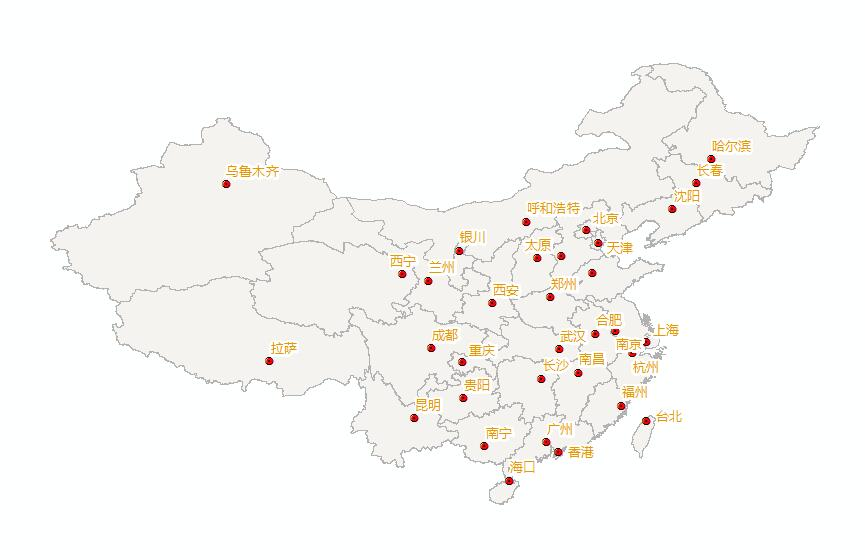 哈尔滨
长春
乌鲁木齐
沈阳
呼和浩特
北京
银川
太原
天津
西宁
兰州
郑州
西安
合肥
上海
成都
武汉
南京
拉萨
重庆
南昌
长沙
杭州
贵阳
福州
昆明
台北
广州
南宁
香港
海口